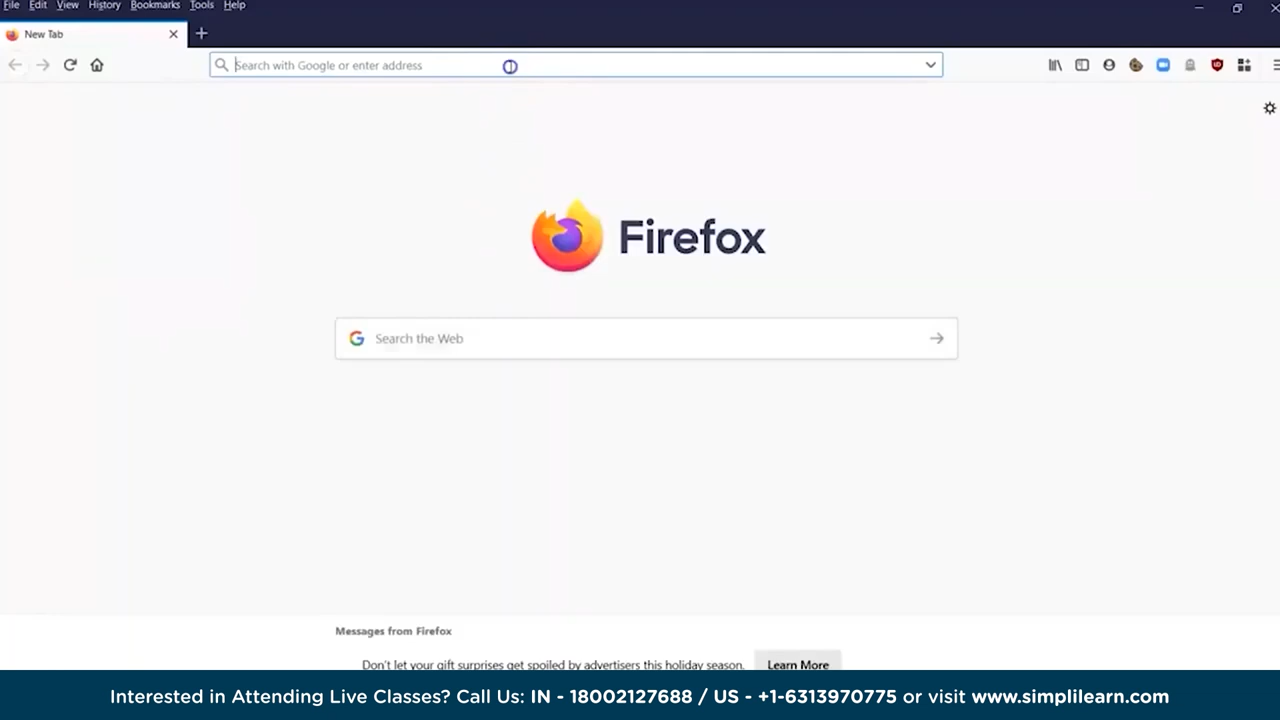 File Edit View History Bookmarks Tools Help
New Tab
Search with Google or enter address
Firefox
Search the Web
Messages from Firefox
Don't let your gift surprises get spoiled by advertisers this holiday season. Learn More
Interested in Attending Live Classes? Call Us: IN - 18002127688 / US - +1-6313970775 or visit www.simplilearn.com